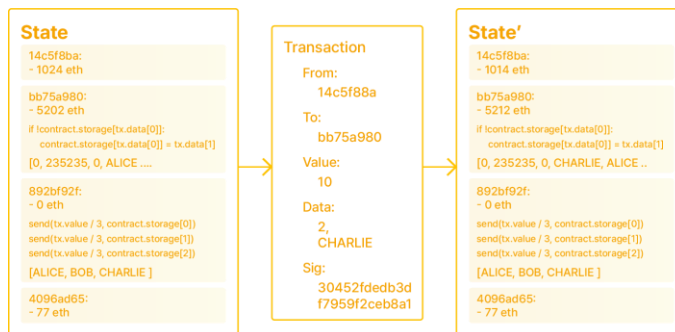 State
14c5f8ba:
- 1024 eth
bb75a980:
- 5202 eth
if !contract.storage[tx.data[0]]:
contract.storage[tx.data[0]] = tx.data[1]
[0, 235235, 0, ALICE ....
892bf92f:
- 0 eth
send(tx.value / 3, contract.storage[0])
send(tx.value / 3, contract.storage[1])
send(tx.value / 3, contract.storage[2])
[ALICE, BOB, CHARLIE ]
4096ad65:
- 77 eth
Transaction
From:
14c5f88a
To:
bb75a980
Value:
10
Data:
2,
CHARLIE
Sig:
30452fdedb3d
f7959f2ceb8a1
State’
14c5f8ba:
- 1014 eth
bb75a980:
- 5212 eth
if !contract.storage[tx.data[0]]:
contract.storage[tx.data[0]] = tx.data[1]
[0, 235235, 0, CHARLIE, ALICE ..
892bf92f:
- 0 eth
send(tx.value / 3, contract.storage[0])
send(tx.value / 3, contract.storage[1])
send(tx.value / 3, contract.storage[2])
[ALICE, BOB, CHARLIE ]
4096ad65:
- 77 eth